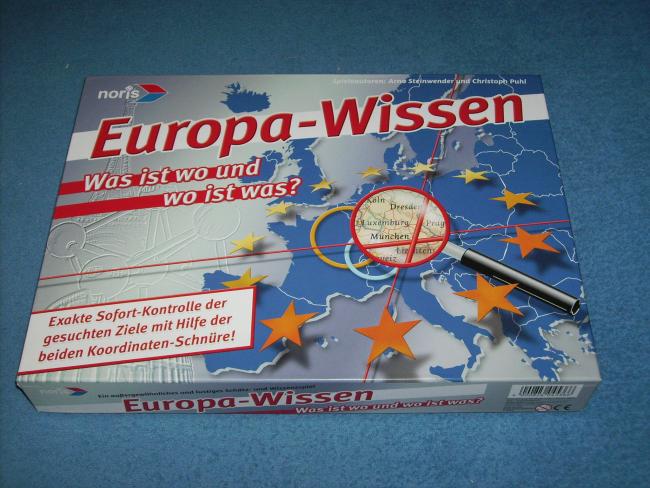 Spieleautoren: Arno Steinwender und Christoph Puhl
noris
Europa-Wissen
Was ist wo und
wo ist was?
Köln
Dresden
Luxemburg
Prag
München
Exakte Sofort-Kontrolle der
gesuchten Ziele mit Hilfe der
beiden Koordinaten-Schnüre!
Ein außergewöhnliches und lustiges Schätz- und Wissensspiel
Europa-Wissen
Was ist wo und wo ist was?
CE